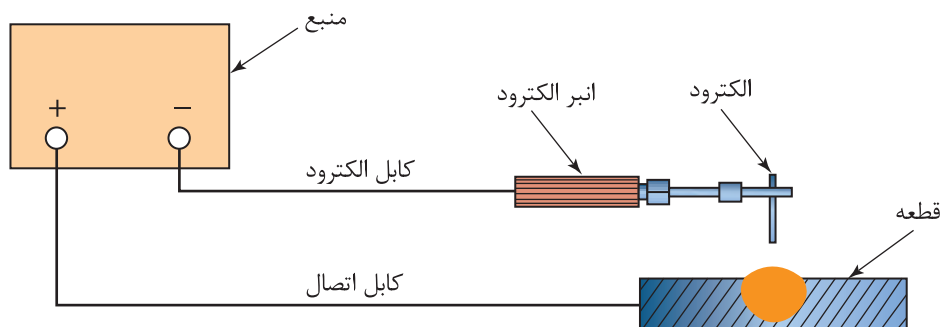 منبع
+ −
الکترود
انبر الکترود
کابل الکترود
قطعه
کابل اتصال